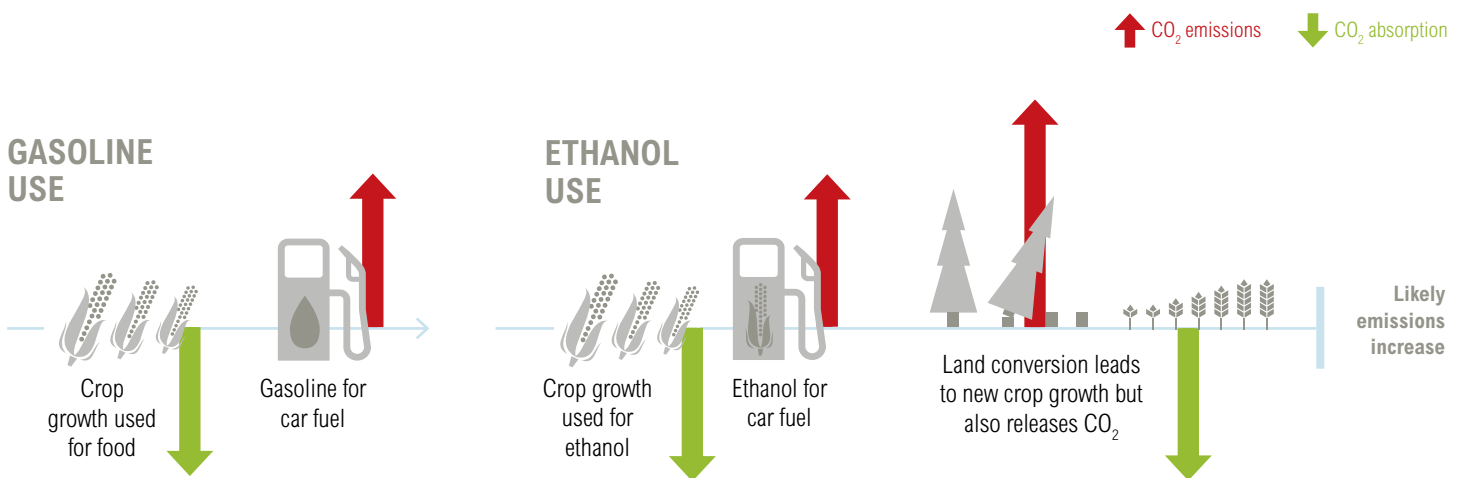 CO₂ emissions
CO₂ absorption
GASOLINE
USE
Crop
growth used
for food
Gasoline for
car fuel
ETHANOL
USE
Crop growth
used for
ethanol
Ethanol for
car fuel
Land conversion leads
to new crop growth but
also releases CO₂
Likely
emissions
increase